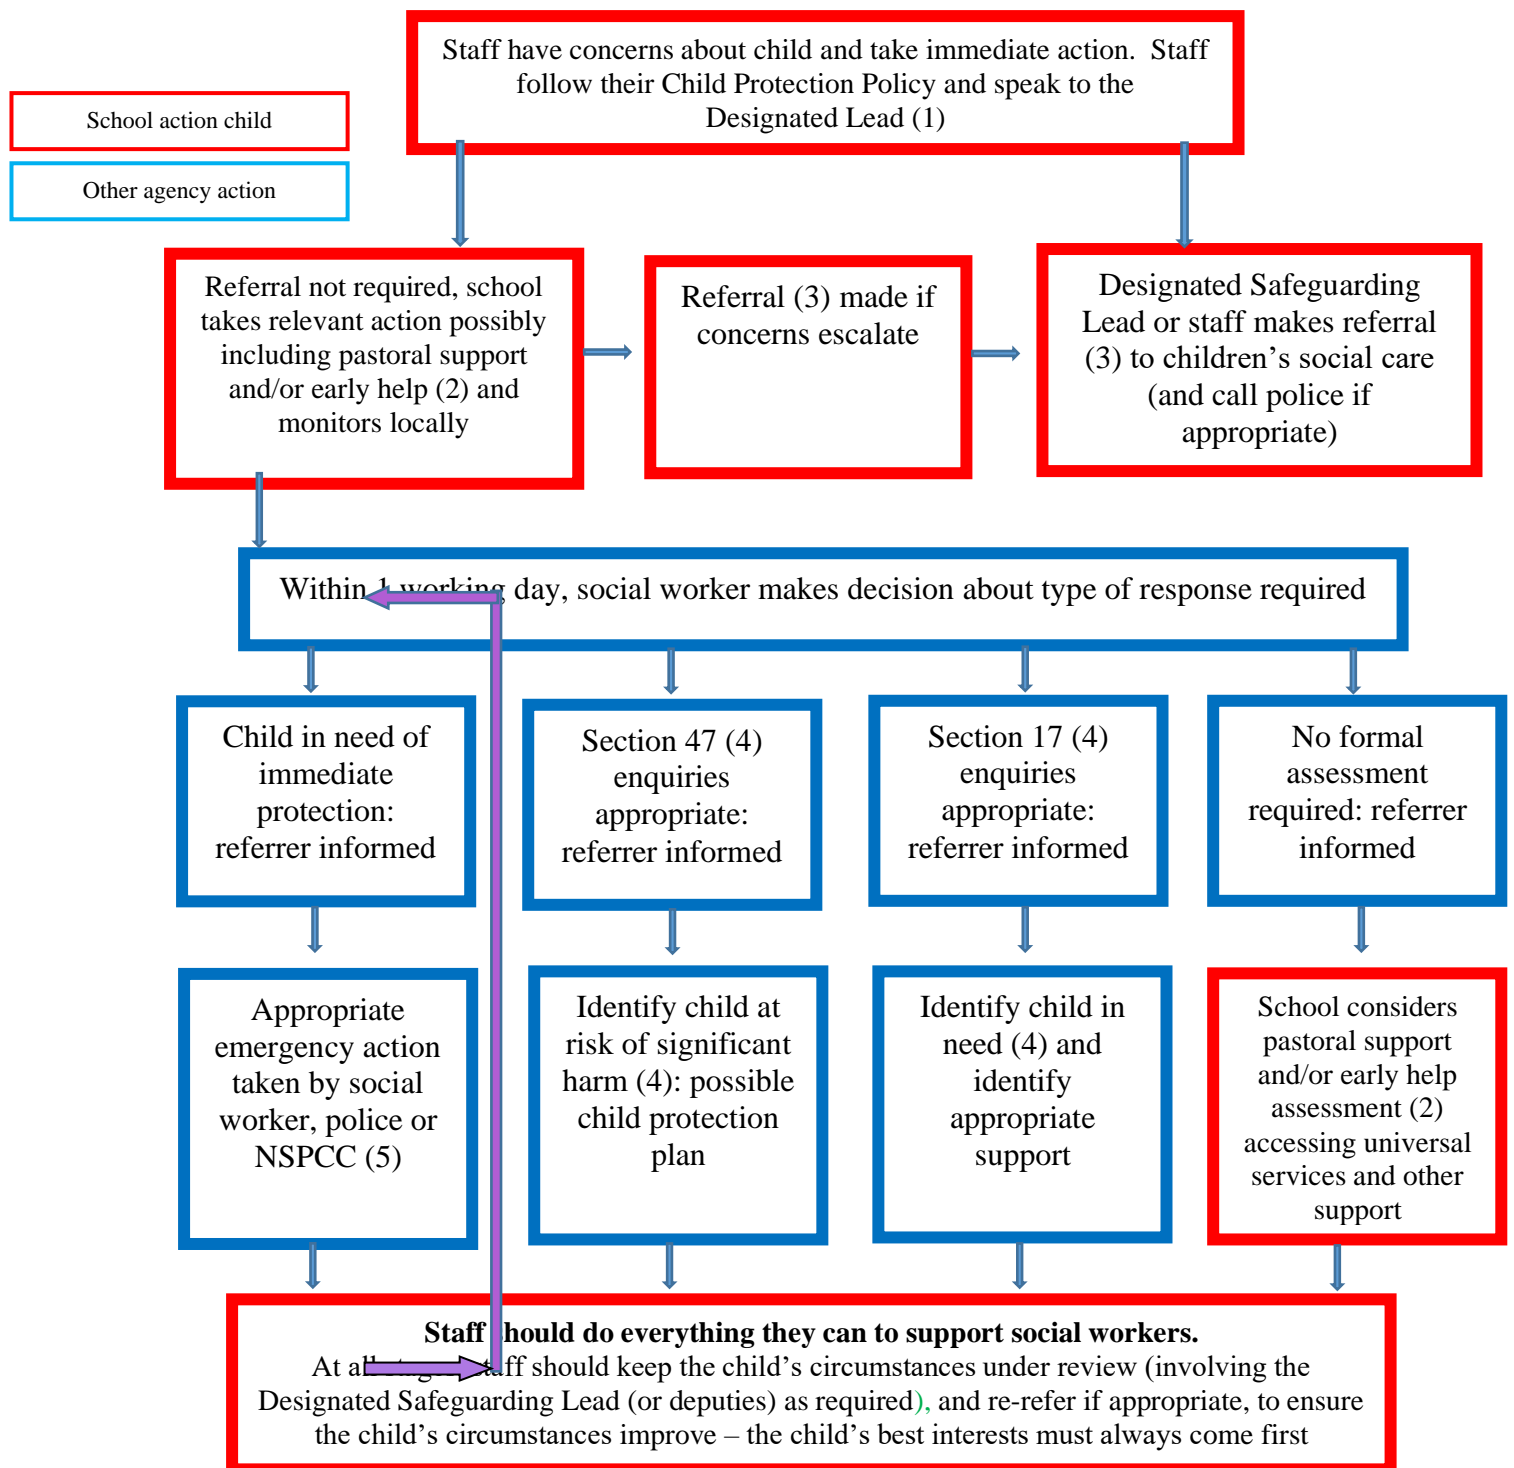 Staff have concerns about child and take immediate action.  Staff
follow their Child Protection Policy and speak to the
Designated Lead (1)
School action child
Other agency action
Referral not required, school
takes relevant action possibly
including pastoral support
and/or early help (2) and
monitors locally
Referral (3) made if
concerns escalate
Designated Safeguarding
Lead or staff makes referral
(3) to children’s social care
(and call police if
appropriate)
Within 1 working day, social worker makes decision about type of response required
Child in need of
immediate
protection:
referrer informed
Section 47 (4)
enquiries
appropriate:
referrer informed
Section 17 (4)
enquiries
appropriate:
referrer informed
No formal
assessment
required: referrer
informed
Appropriate
emergency action
taken by social
worker, police or
NSPCC (5)
Identify child at
risk of significant
harm (4): possible
child protection
plan
Identify child in
need (4) and
identify
appropriate
support
School considers
pastoral support
and/or early help
assessment (2)
accessing universal
services and other
support
Staff should do everything they can to support social workers.
At all stages staff should keep the child’s circumstances under review (involving the
Designated Safeguarding Lead (or deputies) as required), and re-refer if appropriate, to ensure
the child’s circumstances improve – the child’s best interests must always come first